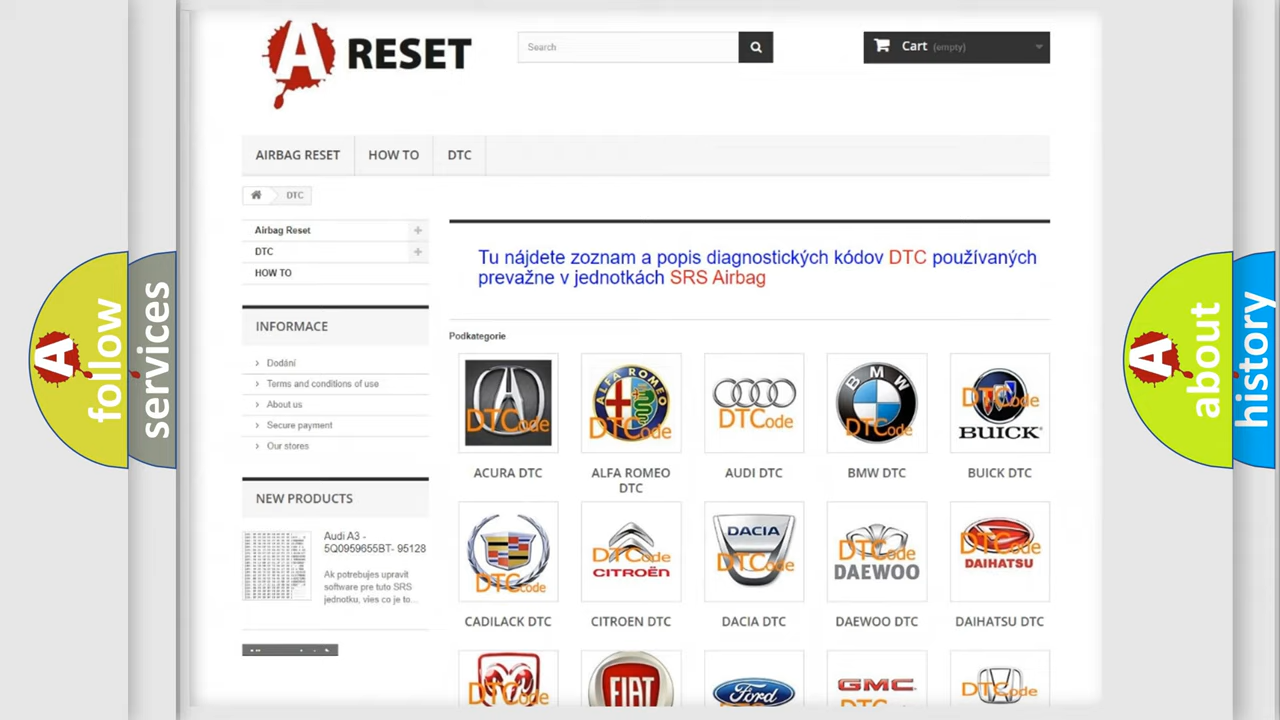 A RESET
Search
Cart (empty)
AIRBAG RESET
HOW TO
DTC
DTC
Airbag Reset
DTC
HOW TO
Tu nájdete zoznam a popis diagnostických kódov DTC používaných
prevažne v jednotkách SRS Airbag
INFORMACE
Dodání
Terms and conditions of use
About us
Secure payment
Our stores
Podkategorie
DTCode
ALFA ROMEO
DTCode
DTCode
BMW
DTCode
DTCode
BUICK
ACURA DTC
ALFA ROMEO
DTC
AUDI DTC
BMW DTC
BUICK DTC
NEW PRODUCTS
Audi A3 -
5Q0959655BT- 95128
Ak potrebujes upravit
software pre tuto SRS
jednotku, vies co je to...
DTCode
DTCode
CITROËN
DACIA
DTCode
DTCode
DAEWOO
DTCode
DAIHATSU
CADILACK DTC
CITROEN DTC
DACIA DTC
DAEWOO DTC
DAIHATSU DTC
DTCode
FIAT
Ford
GMC
DTCode
A follow
services
A about
history